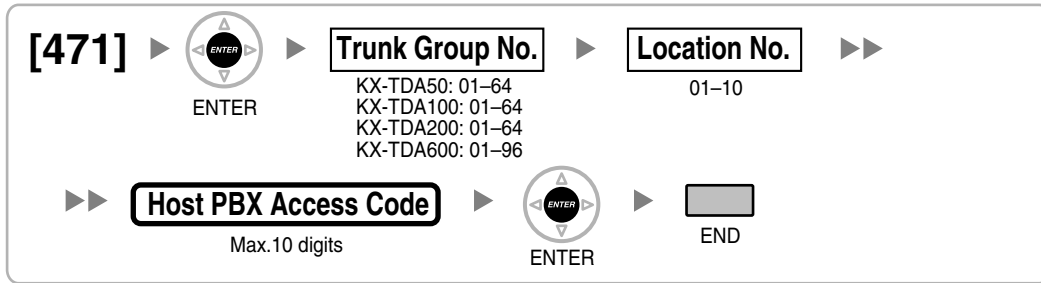 [471] ENTER Trunk Group No. Location No.
ENTER
KX-TDA50: 01–64
KX-TDA100: 01–64
KX-TDA200: 01–64
KX-TDA600: 01–96
01–10
Host PBX Access Code ENTER
Max.10 digits
ENTER
END